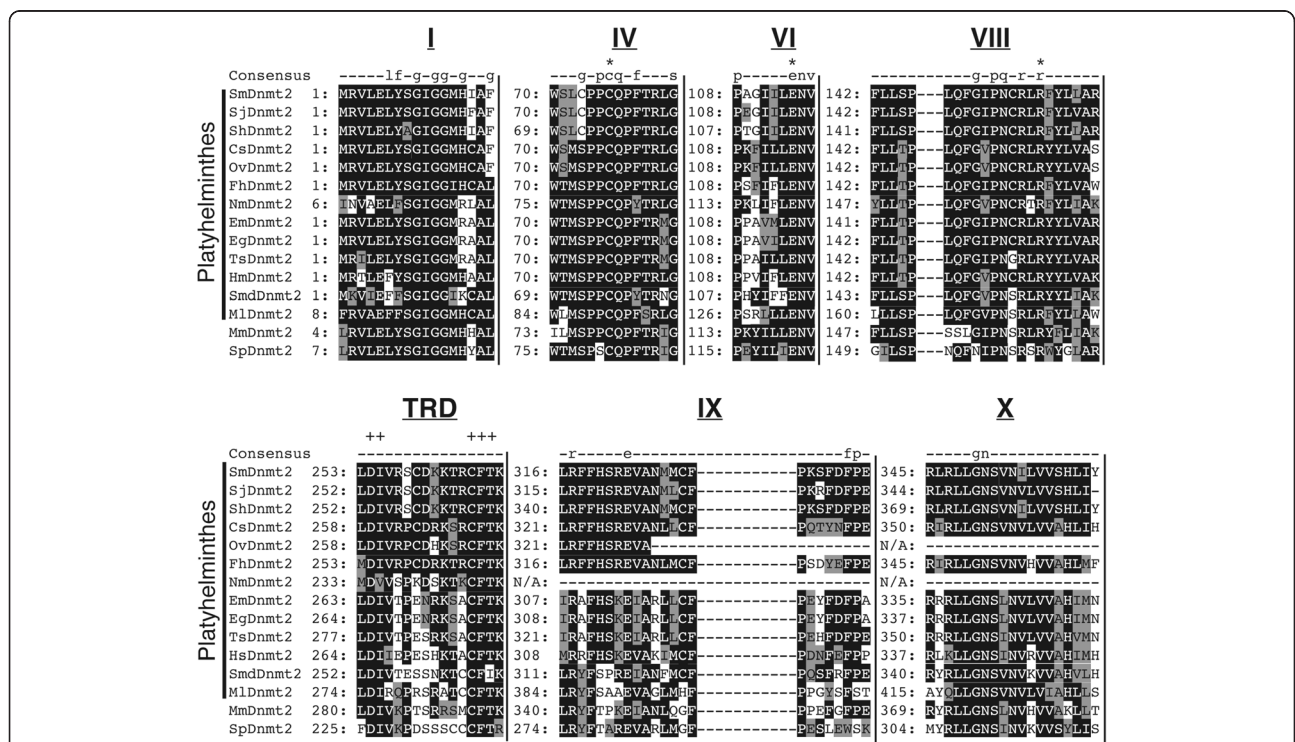 I IV VI VIII
* * *
Consensus -----lf-g-gg-g--g ---g-pcq-f---s p-----env -----------g-pq-r-r------
Platyhelminthes
SmDnmt2 1: MRVLELYSGIGGMHIAF 70: WSLCPPCQPFTRLG 108: PAGIILENV 142: FLLSP---LQFGIPNCRLRFYLIAR
SjDnmt2 1: MRVLELYSGIGGMHFAF 70: WSLCPPCQPFTRLG 108: PEGIILENV 142: FLLSP---LQFGIPNCRLRFYLVAR
ShDnmt2 1: MRVLELYAGIGGMHIAF 69: WSLCPPCQPFTRLG 107: PTGIILENV 141: FLLSP---LQFGIPNCRLRFYLIAR
CsDnmt2 1: MRVLELYSGIGGMHCAF 70: WSMSPPCQPFTRLG 108: PKFILLENV 142: FLLTP---LQFGVPNCRLRYYLVAS
OvDnmt2 1: MRVLELYSGIGGMHCAF 70: WSMSPPCQPFTRLG 108: PKFILLENV 142: FLLTP---LQFGVPNCRLRYYLVAS
FhDnmt2 1: MRVLELYSGIGGIHCAL 70: WTMSPPCQPFTRLG 108: PSFIFLENV 142: FLLTP---LQFGIPNCRLRFYLVAW
NmDnmt2 6: INVAELFSGIGGMRLAL 75: WTMSPPCQPYTRLG 113: PKLIFLENV 147: YLLTP---LQFGVPNCRTRFYLIAK
EmDnmt2 1: MRVLELYSGIGGMRAAL 70: WTMSPPCQPFTRMG 108: PPAVMLENV 141: FLLTP---LQFGIPNCRLRYYLVAR
EgDnmt2 1: MRVLELYSGIGGMRAAL 70: WTMSPPCQPFTRMG 108: PPAVILENV 142: FLLTP---LQFGIPNCRLRYYLVAR
TsDnmt2 1: MRILELYSGIGGMRAAL 70: WTMSPPCQPFTRMG 108: PPAILLENV 142: FLLTP---LQFGIPNGRLRYYLVAR
HmDnmt2 1: MRTLEFYSGIGGMHAAL 70: WTMSPPCQPFTRLG 108: PPVIFLENV 142: FLLTP---LQFGVPNCRLRYYLVAK
SmdDnmt2 1: MKVIEFFSGIGGIKCAL 69: WTMSPPCQPYTRNG 107: PHYIFFENV 143: FLLSP---LQFGVPNSRLRYYLIAK
MlDnmt2 8: FRVAEFFSGIGGMHCAL 84: WLMSPPCQPFSRLG 126: PSRLLLENV 160: LLLSP---LQFGVPNSRLRFYLIAW
MmDnmt2 4: LRVLELYSGIGGMHHAL 73: ILMSPPCQPFTRIG 113: PKYILLENV 147: FLLSP---SSLGIPNSRLRYFLIAK
SpDnmt2 7: LRVLELYSGIGGMHYAL 75: WTMSPSCQPFTRIG 115: PEYILIENV 149: GILSP---NQFNIPNSRSRWYGLAR
TRD IX X
++ +++
Consensus ---------------- -r-----e-----------------------fp- -----gn------------
Platyhelminthes
SmDnmt2 253: LDIVRSCDKKTRCFTK 316: LRFFHSREVANMMCF-----------PKSFDFPE 345: RLRLLGNSVNILVVSHLIY
SjDnmt2 252: LDIVRSCDKKTRCFTK 315: LRFFHSREVANMLCF-----------PKRFDFPE 344: RLRLLGNSVNVLVVSHLI-
ShDnmt2 252: LDIVRSCDKKTRCFTK 340: LRFFHSREVANMMCF-----------PKSFDFPE 369: RLRLLGNSVNILVVSHLIY
CsDnmt2 258: LDIVRPCDRKSRCFTK 321: LRFFHSREVANLLCF-----------PQTYNFPE 350: RIRLLGNSVNVLVVAHLIH
OvDnmt2 258: LDIVRPCDHKSRCFTK 321: LRFFHSREVA------------------------ N/A: -------------------
FhDnmt2 253: MDIVRPCDRKTRCFTK 316: LRFFHSREVANLMCF-----------PSDYEFPE 345: RIRLLGNSVNVHVVAHLMF
NmDnmt2 233: MDVVSPKDSKTKCFTK N/A: ---------------------------------- N/A: -------------------
EmDnmt2 263: LDIVTPENRKSACFTK 307: IRAFHSKEIARLLCF-----------PEYFDFPA 335: RRRLLGNSLNVLVVAHIMN
EgDnmt2 264: LDIVTPENRKSACFTK 308: IRAFHSKEIARLLCF-----------PEYFDFPA 337: RRRLLGNSLNVLVVAHIMN
TsDnmt2 277: LDIVTPESRKSACFTK 321: IRAFHSKEIARLLCF-----------PEHFDFPE 350: RRRLLGNSINVLVVAHVMN
HsDnmt2 264: LDIIEPESHKTACFTK 308 MRRFHSKEVAKIMCF-----------PDNFEFPP 337: RLKLLGNSINVRVVAHIMH
SmdDnmt2 252: LDIVTESSNKTCCFIK 311: LRYFSPREIANFMCF-----------PQSFRFPE 340: RYRLLGNSVNVKVVAHVIL
MlDnmt2 274: LDIRQPRSRATCCFTK 384: LRYFSAAEVAGLMHF-----------PPGYSFST 415: AYQLLGNSVNVLVIAHLLS
MmDnmt2 280: LDIVKPTSRRSMCFTK 340: LRYFTPKEIANLQGF-----------PPEFGFPE 369: RYRLLGNSLNVHVVAKLLT
SpDnmt2 225: FDIVKPDSSSCCCFTR 274: LRYFTAREVARLMGF-----------PESLEWSK 304: MYRLLGNSVNVKVVSYLIS